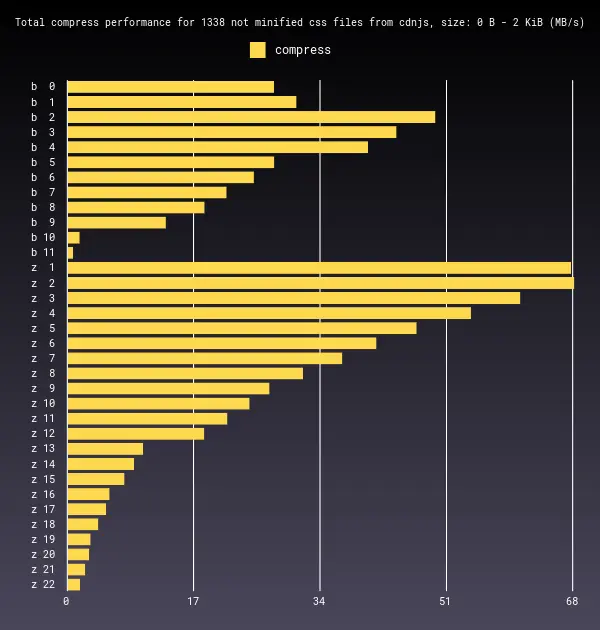 Total compress performance for 1338 not minified css files from cdnjs, size: 0 B - 2 KiB (MB/s)
compress
b 0
b 1
b 2
b 3
b 4
b 5
b 6
b 7
b 8
b 9
b 10
b 11
z 1
z 2
z 3
z 4
z 5
z 6
z 7
z 8
z 9
z 10
z 11
z 12
z 13
z 14
z 15
z 16
z 17
z 18
z 19
z 20
z 21
z 22
0 17 34 51 68